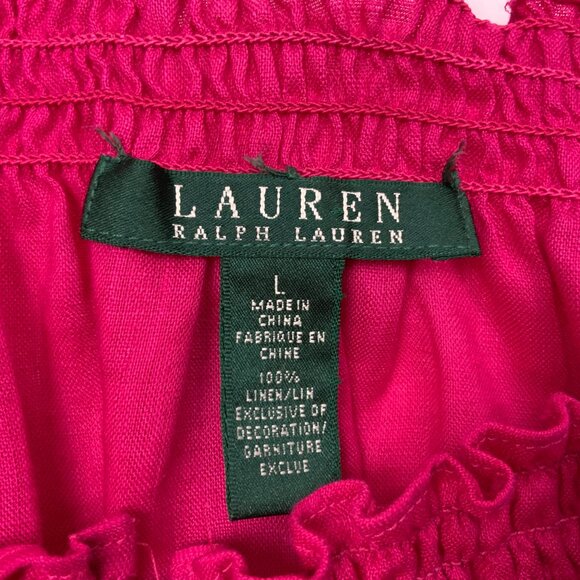 LAUREN
RALPH LAUREN
L
MADE IN
CHINA
FABRIQUE EN
CHINE
100%
LINEN/LIN
EXCLUSIVE OF
DECORATION/
GARNITURE
EXCLUE